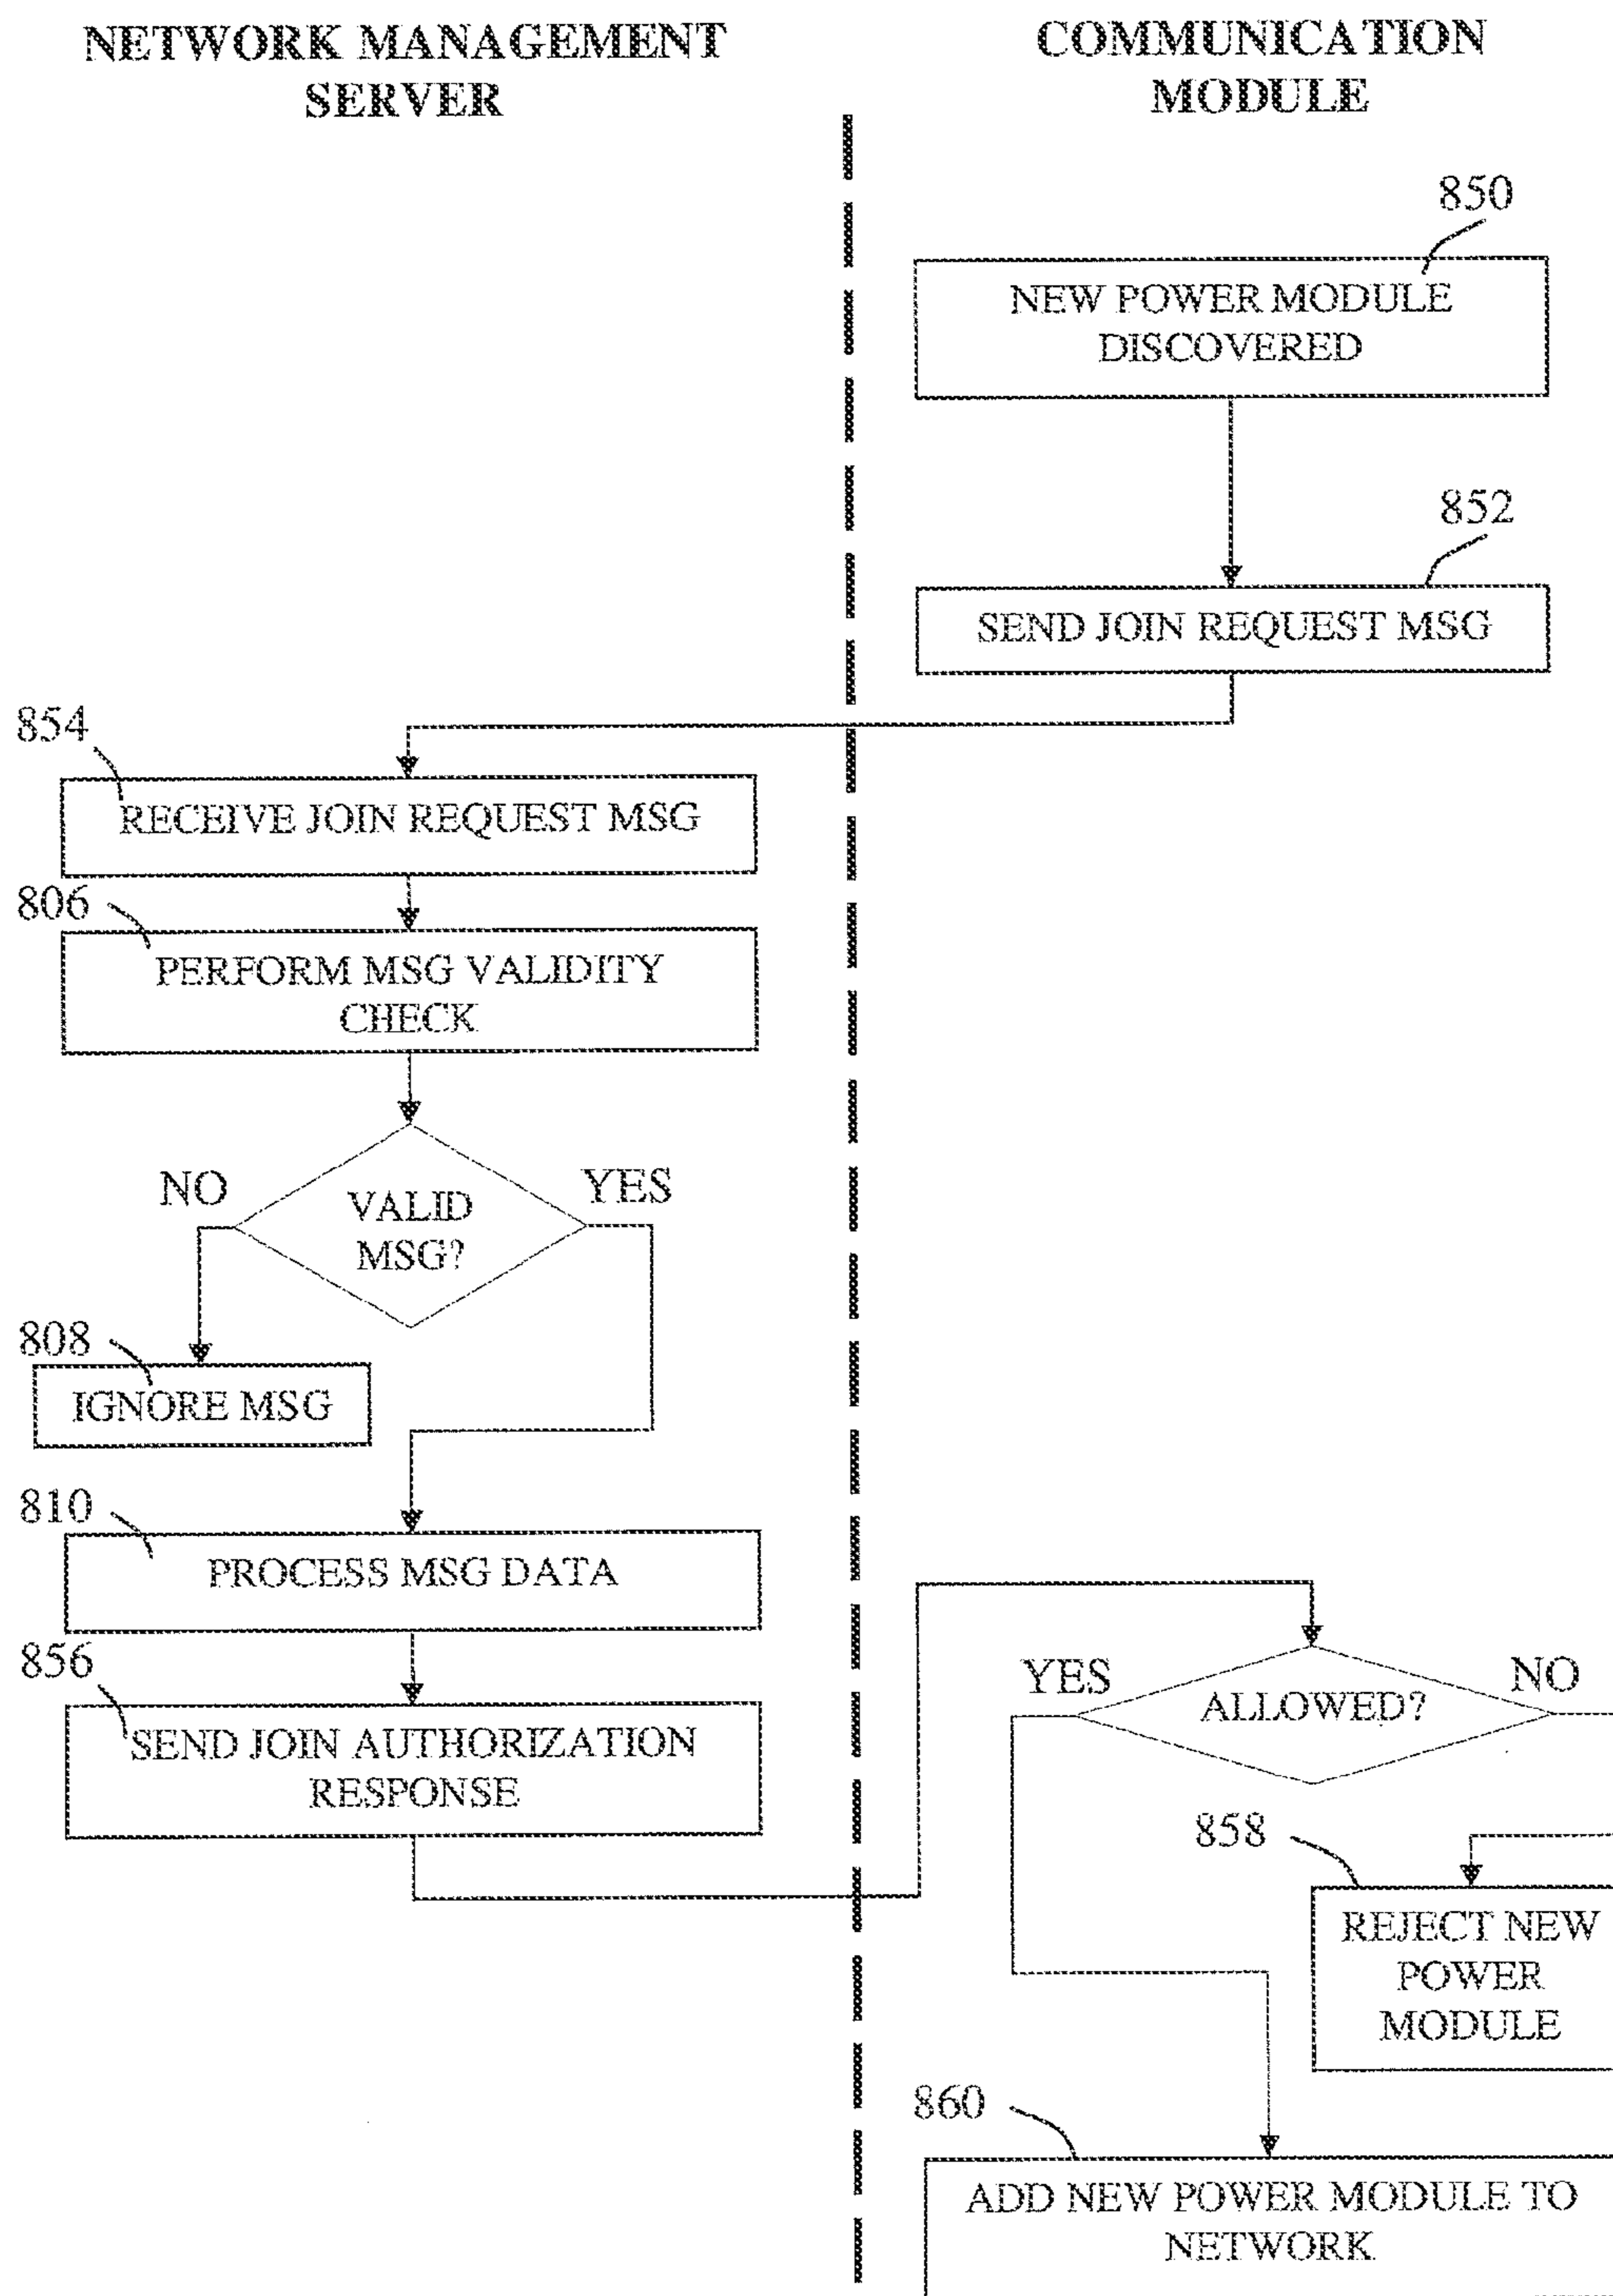 NETWORK MANAGEMENT
SERVER
COMMUNICATION
MODULE
850
NEW POWER MODULE
DISCOVERED
852
SEND JOIN REQUEST MSG
854
RECEIVE JOIN REQUEST MSG
806
PERFORM MSG VALIDITY
CHECK
NO
YES
VALID
MSG?
808
IGNORE MSG
810
PROCESS MSG DATA
856
SEND JOIN AUTHORIZATION
RESPONSE
YES
NO
ALLOWED?
858
REJECT NEW
POWER
MODULE
860
ADD NEW POWER MODULE TO
NETWORK